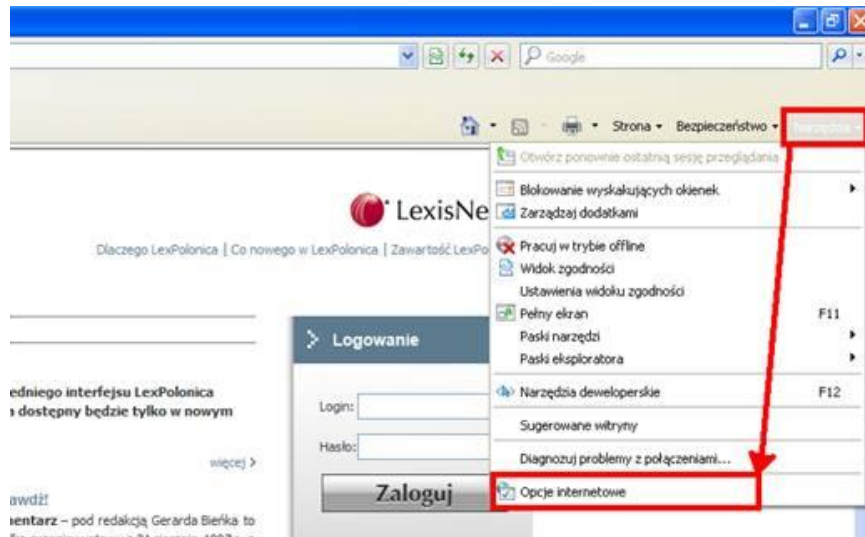 Google
Strona
Bezpieczeństwo
Narzędzia
Otwórz ponownie ostatnią sesję przeglądania
Blokowanie wyskakujących okienek
Zarządzaj dodatkami
Pracuj w trybie offline
Widok zgodności
Ustawienia widoku zgodności
Pełny ekran F11
Paski narzędzi
Paski eksploratora
Narzędzia deweloperskie F12
Sugerowane witryny
Diagnozuj problemy z połączeniami...
Opcje internetowe
LexisNe
Dlaczego LexPolonica | Co nowego w LexPolonica | Zawartość LexPo
Logowanie
Login:
Hasło:
Zaloguj
edniego interfejsu LexPolonica
dostępny będzie tylko w nowym
więcej >
awdź!
mentarz – pod redakcją Gerarda Bieńka to